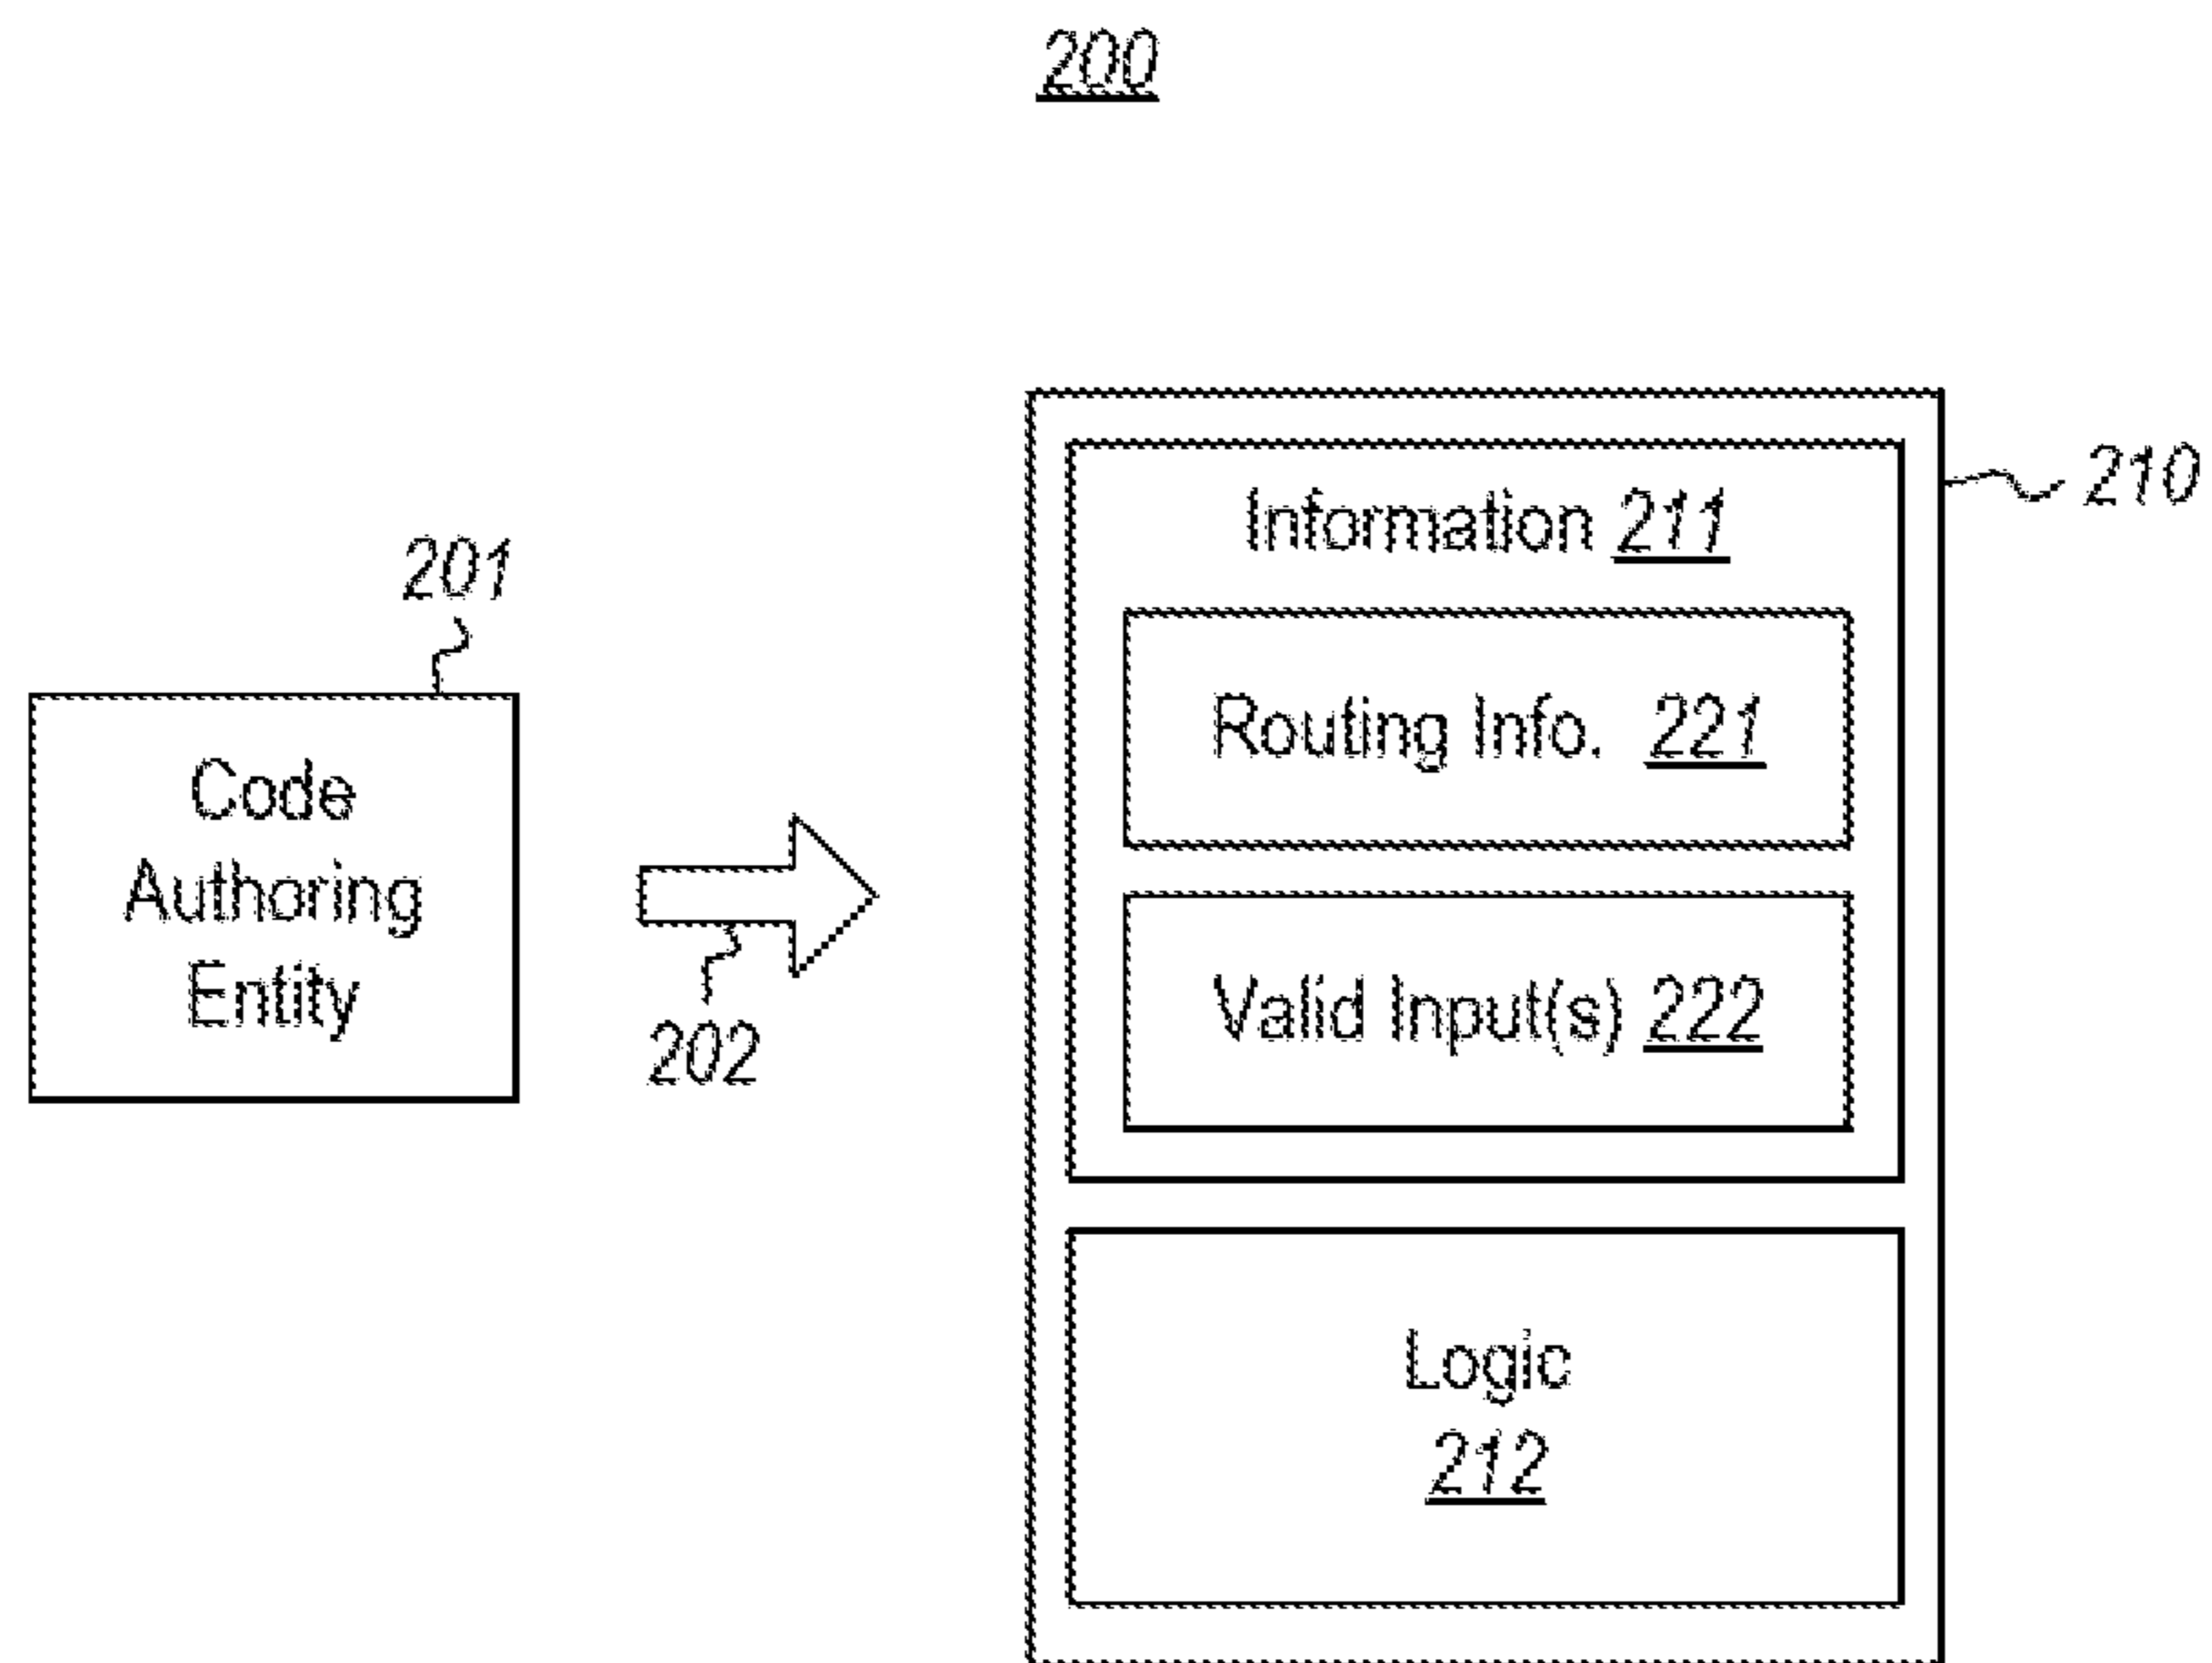 200
210
Information 211
201
Routing Info. 221
Code
Authoring
Entity
202
Valid Input(s) 222
Logic
212